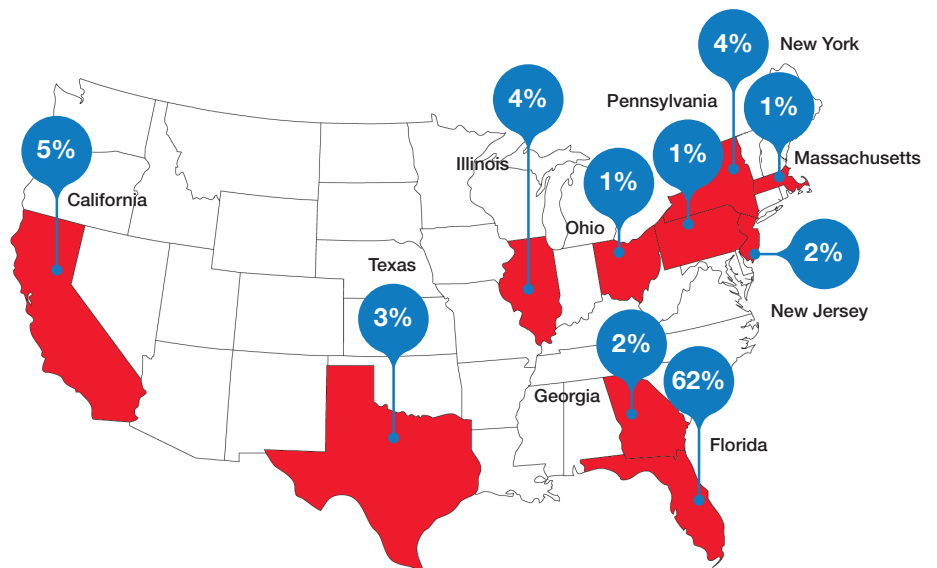 4%
New York
4%
Pennsylvania
1%
5%
Illinois
1%
Massachusetts
1%
California
Ohio
2%
Texas
New Jersey
3%
2%
62%
Georgia
Florida